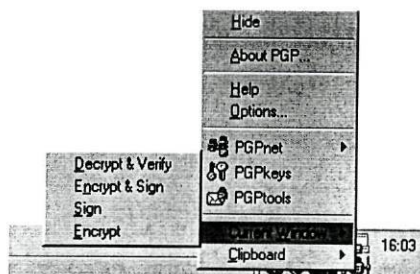 Hide
About PGP...
Help
Options...
PGPnet
PGPkeys
PGPtools
Current Window
Clipboard
Decrypt & Verify
Encrypt & Sign
Sign
Encrypt
16:03